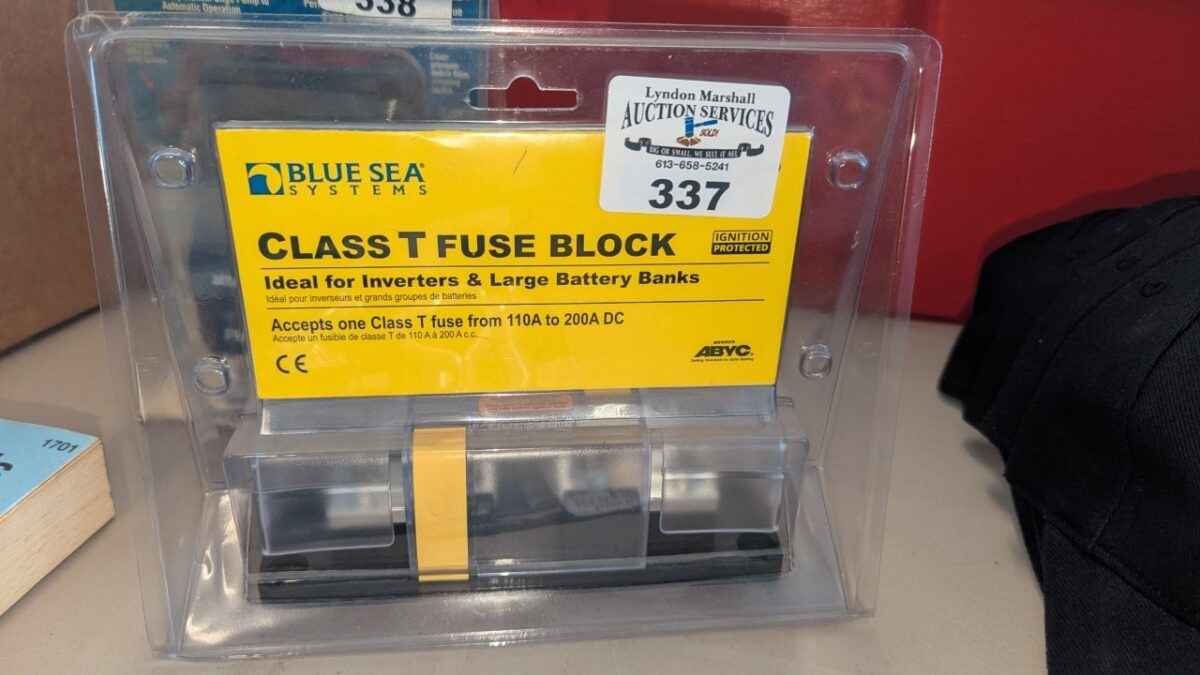 Automatic Operation
338
Lyndon Marshall
AUCTION SERVICES
SOLD!
BIG OR SMALL WE SELL IT ALL
613-658-5241
337
BLUE SEA®
SYSTEMS
CLASS T FUSE BLOCK
IGNITION
PROTECTED
Ideal for Inverters & Large Battery Banks
Idéal pour inverseurs et grands groupes de batteries
Accepts one Class T fuse from 110A to 200A DC
Accepte un fusible de classe T de 110 A à 200 A c.c.
CE
ABYC
1701